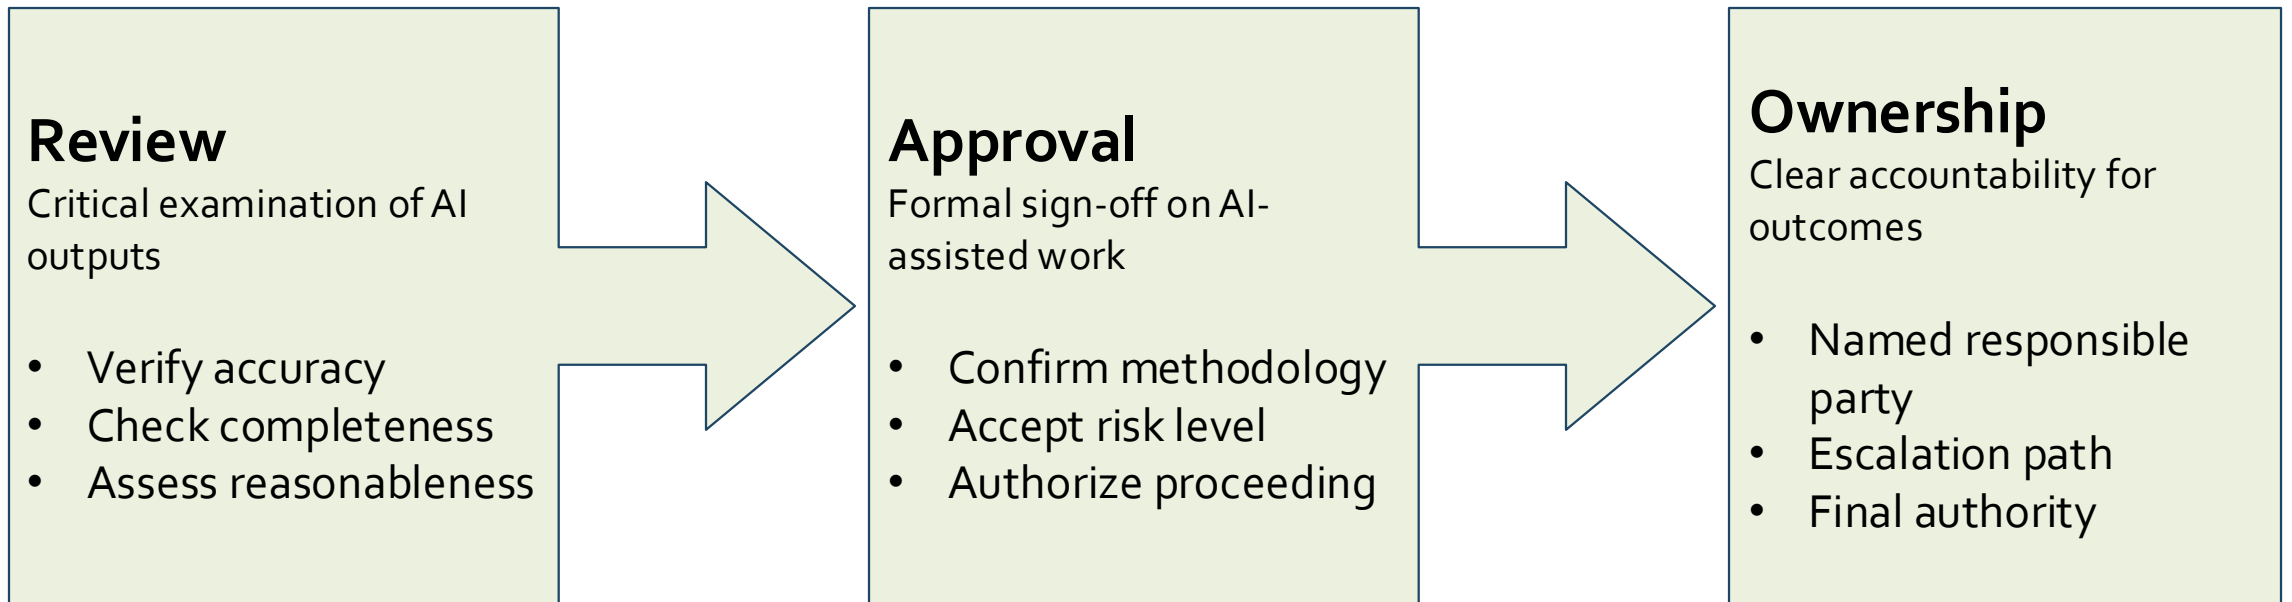 Review
Critical examination of AI
outputs
• Verify accuracy
• Check completeness
• Assess reasonableness
Approval
Formal sign-off on AI-
assisted work
• Confirm methodology
• Accept risk level
• Authorize proceeding
Ownership
Clear accountability for
outcomes
• Named responsible
party
• Escalation path
• Final authority